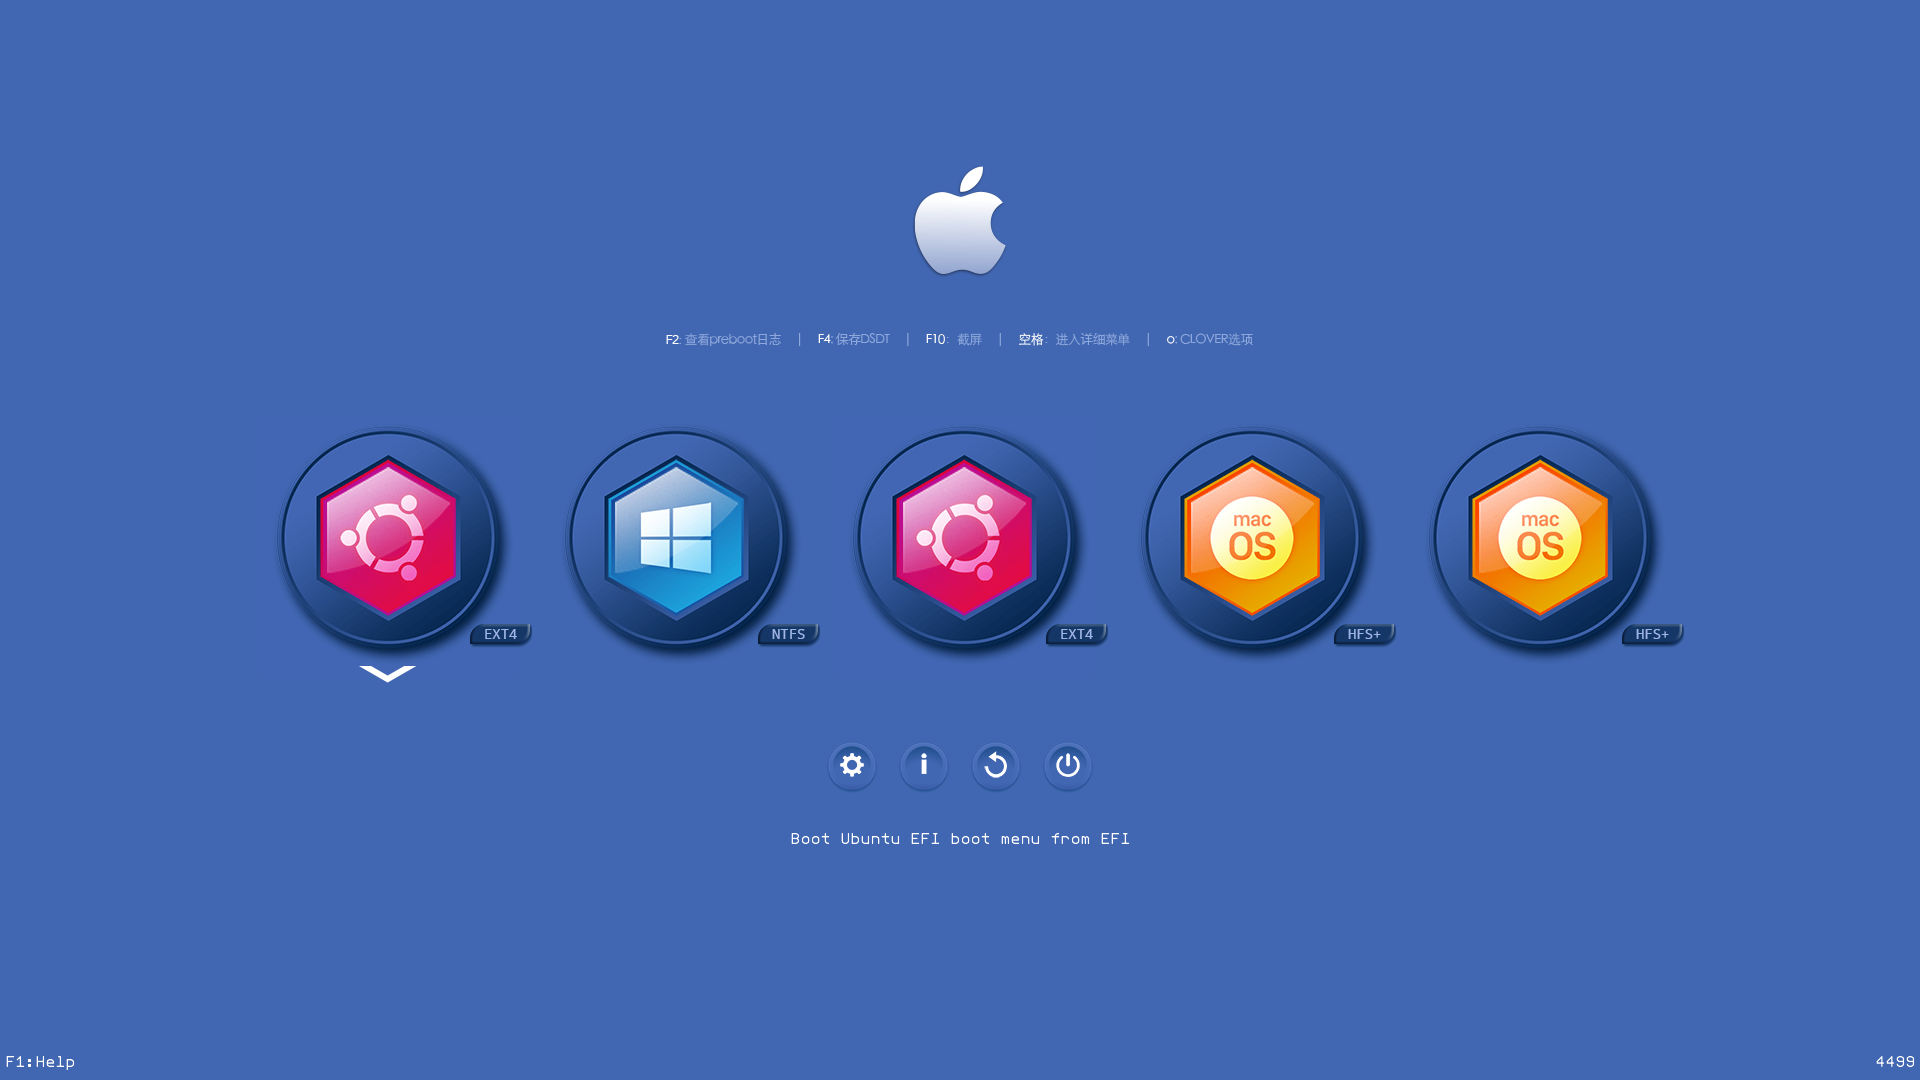 F2: 查看preboot日志 | F4: 保存DSDT | F10: 截屏 | 空格: 进入详细菜单 | o: CLOVER选项
mac OS mac OS
EXT4 NTFS EXT4 HFS+ HFS+
Boot Ubuntu EFI boot menu from EFI
F1:Help 4499